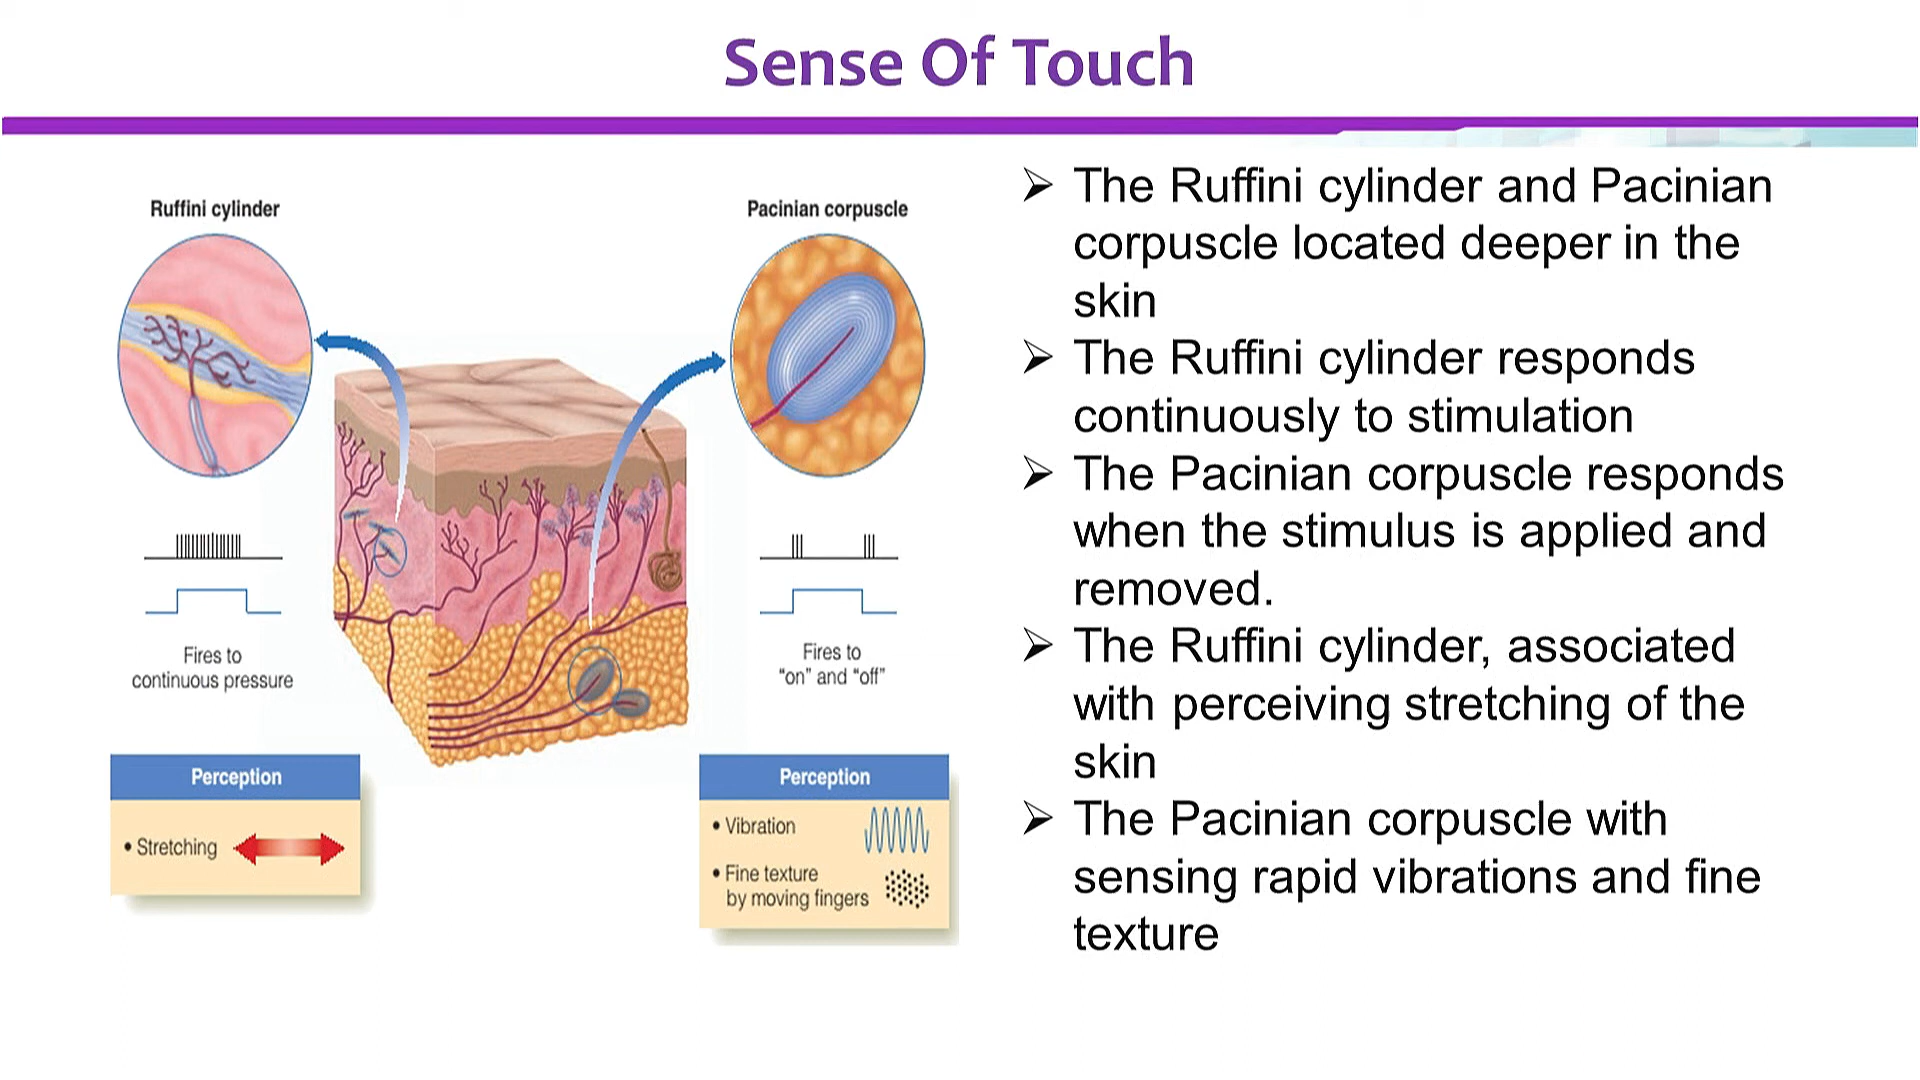 Sense Of Touch
Ruffini cylinder
Pacinian corpuscle
Fires to
continuous pressure
Fires to
“on” and “off”
Perception
• Stretching
Perception
• Vibration
• Fine texture
by moving fingers
➢ The Ruffini cylinder and Pacinian
corpuscle located deeper in the
skin
➢ The Ruffini cylinder responds
continuously to stimulation
➢ The Pacinian corpuscle responds
when the stimulus is applied and
removed.
➢ The Ruffini cylinder, associated
with perceiving stretching of the
skin
➢ The Pacinian corpuscle with
sensing rapid vibrations and fine
texture